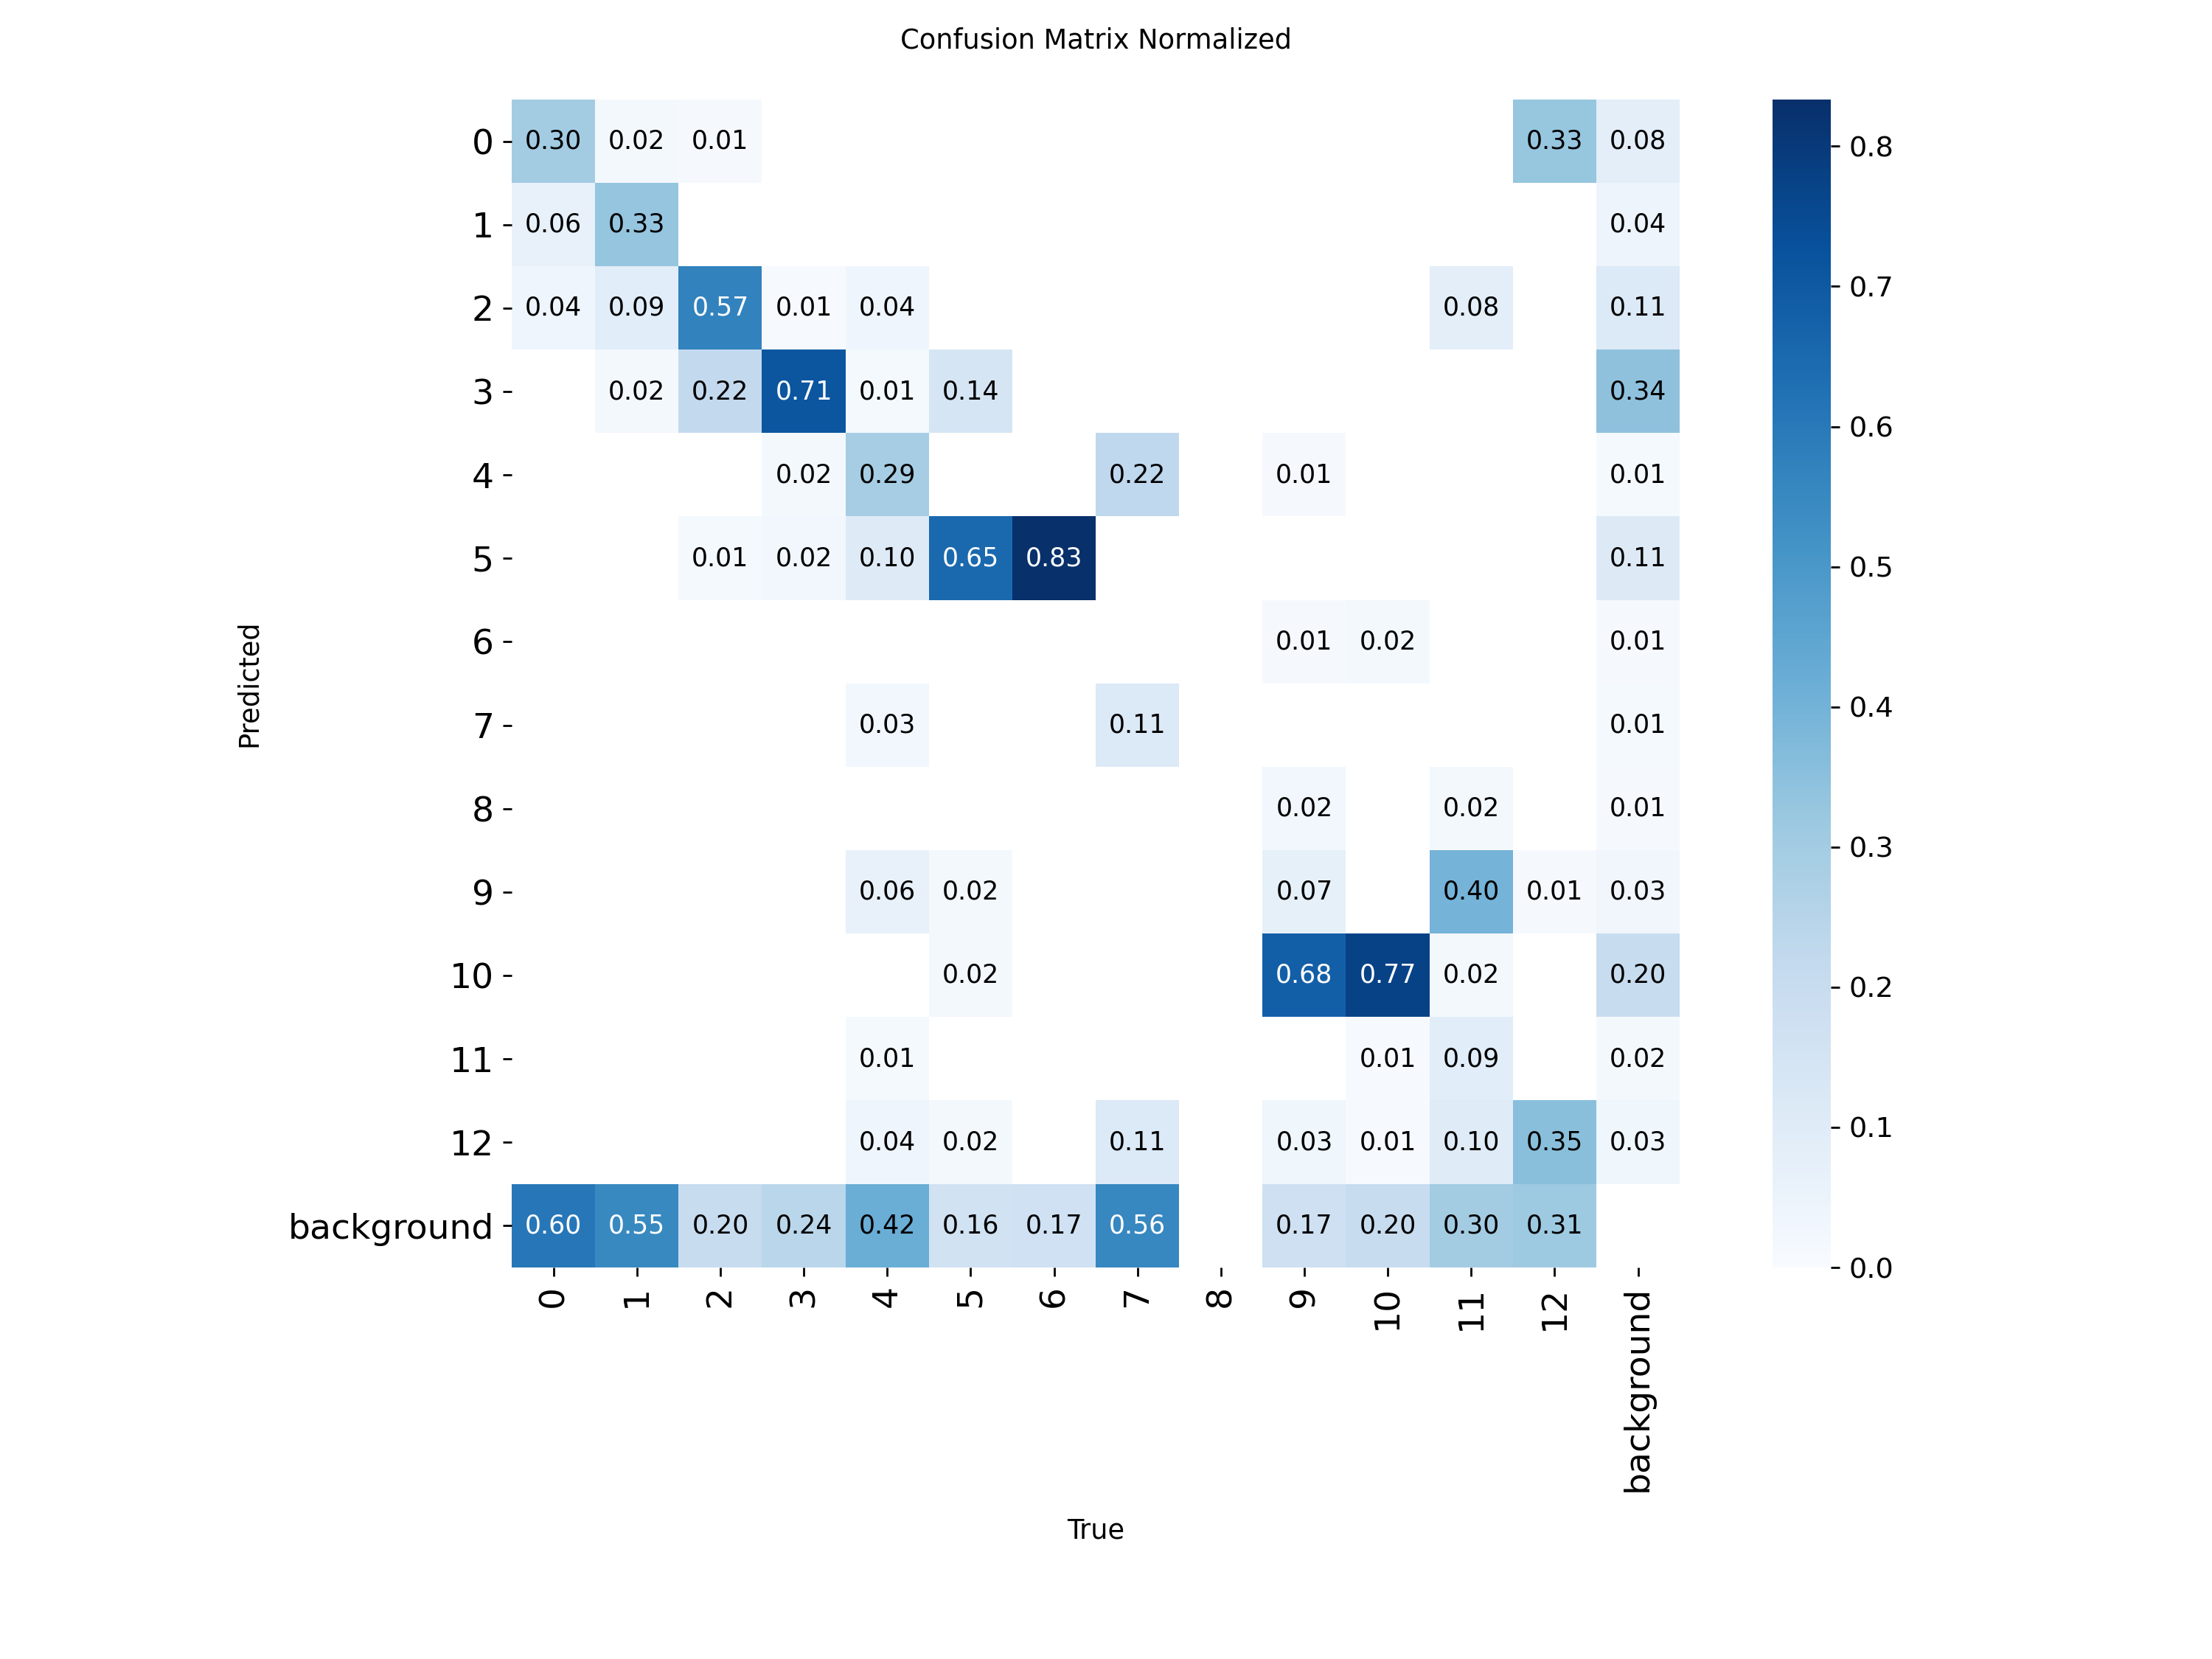 Confusion Matrix Normalized
0 0.30 0.02 0.01 0.33 0.08
1 0.06 0.33 0.04
2 0.04 0.09 0.57 0.01 0.04 0.08 0.11
3 0.02 0.22 0.71 0.01 0.14 0.34
4 0.02 0.29 0.22 0.01 0.01
5 0.01 0.02 0.10 0.65 0.83 0.11
6 0.01 0.02 0.01
7 0.03 0.11 0.01
8 0.02 0.02 0.01
9 0.06 0.02 0.07 0.40 0.01 0.03
10 0.02 0.68 0.77 0.02 0.20
11 0.01 0.01 0.09 0.02
12 0.04 0.02 0.11 0.03 0.01 0.10 0.35 0.03
background 0.60 0.55 0.20 0.24 0.42 0.16 0.17 0.56 0.17 0.20 0.30 0.31
0 1 2 3 4 5 6 7 8 9 10 11 12 background
Predicted
True
0.8
0.7
0.6
0.5
0.4
0.3
0.2
0.1
0.0